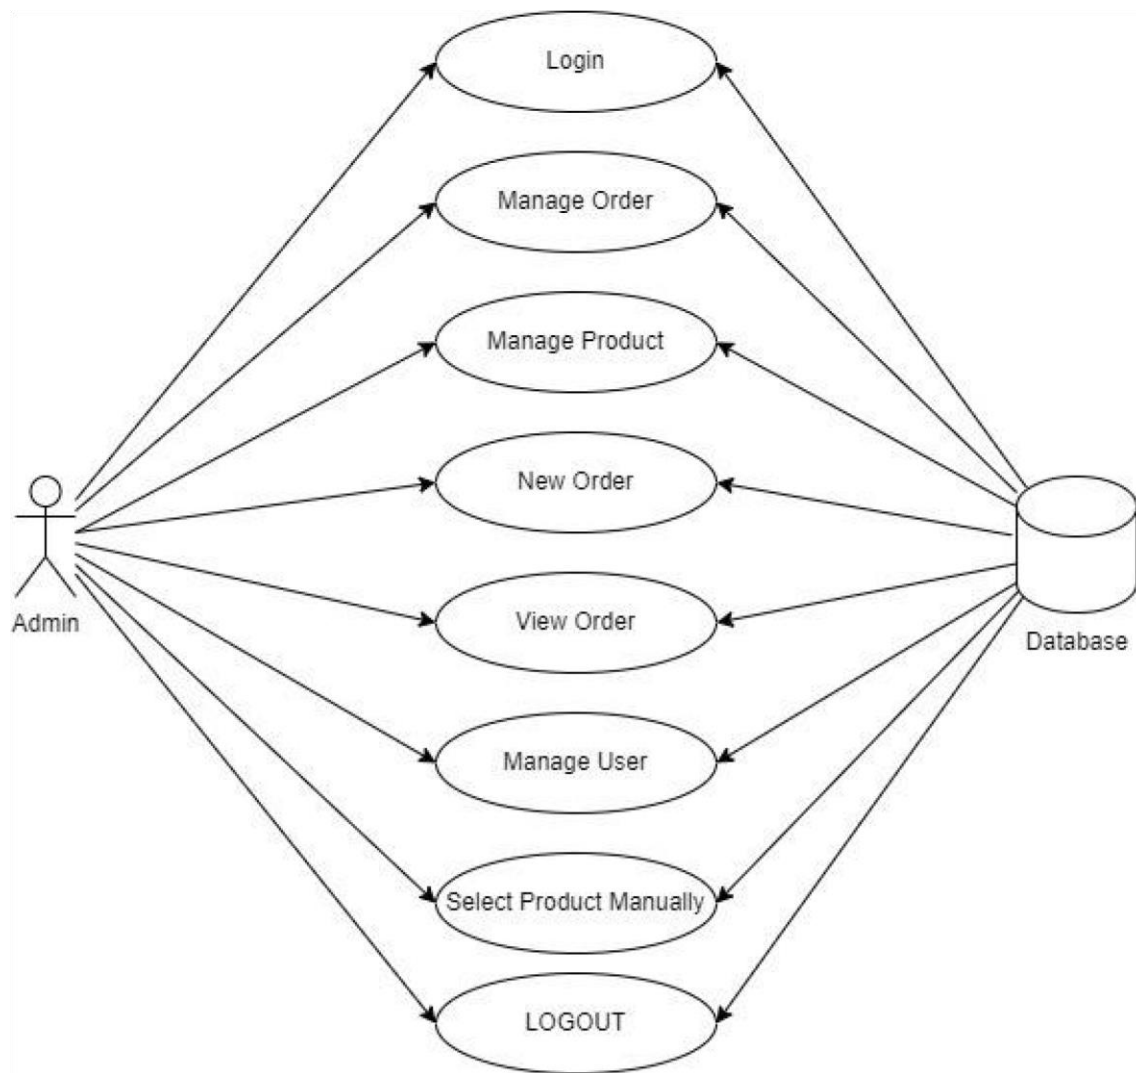 Login
Manage Order
Manage Product
New Order
View Order
Manage User
Select Product Manually
LOGOUT
Admin
Database